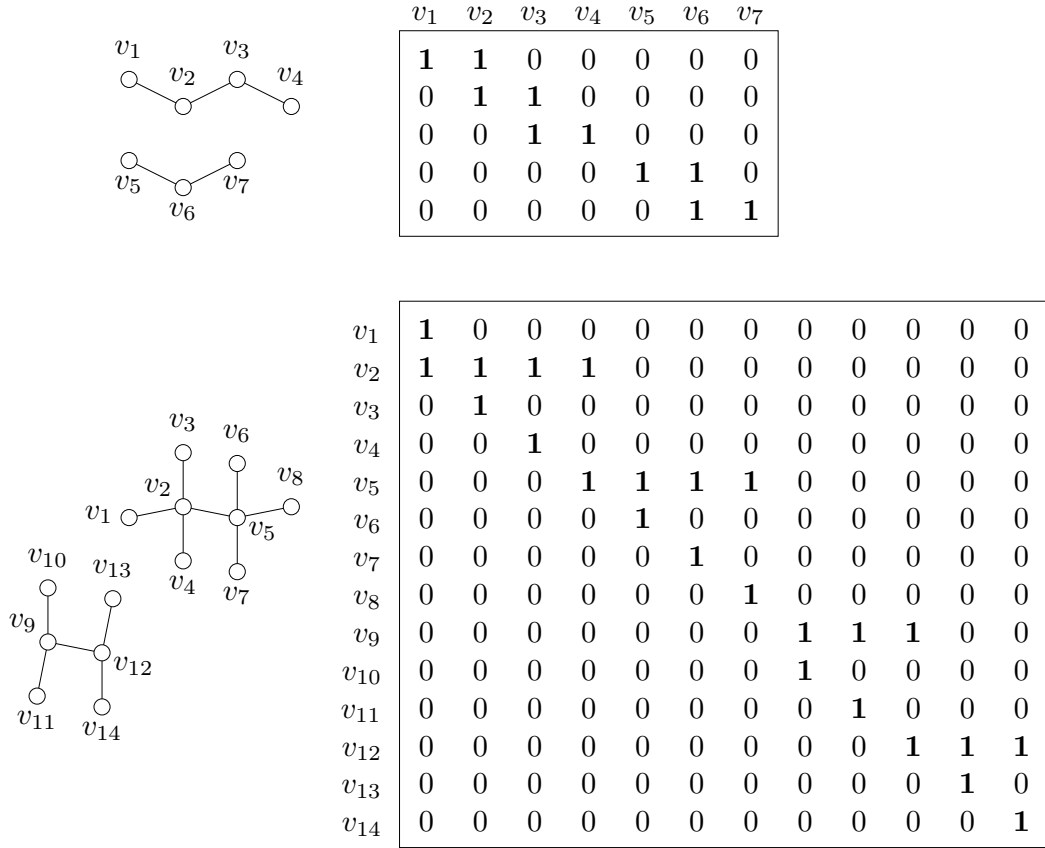 v1 v2 v3 v4 v5 v6 v7
v1 v2 v3 v4
v5 v6 v7
1 1 0 0 0 0 0
0 1 1 0 0 0 0
0 0 1 1 0 0 0
0 0 0 0 1 1 0
0 0 0 0 0 1 1
v3 v6
v2 v8
v1 v5
v4 v7
v10 v13
v9 v12
v11 v14
v1 1 0 0 0 0 0 0 0 0 0 0 0
v2 1 1 1 1 0 0 0 0 0 0 0 0
v3 0 1 0 0 0 0 0 0 0 0 0 0
v4 0 0 1 0 0 0 0 0 0 0 0 0
v5 0 0 0 1 1 1 1 0 0 0 0 0
v6 0 0 0 0 1 0 0 0 0 0 0 0
v7 0 0 0 0 0 1 0 0 0 0 0 0
v8 0 0 0 0 0 0 1 0 0 0 0 0
v9 0 0 0 0 0 0 0 1 1 1 0 0
v10 0 0 0 0 0 0 0 1 0 0 0 0
v11 0 0 0 0 0 0 0 0 1 0 0 0
v12 0 0 0 0 0 0 0 0 0 1 1 1
v13 0 0 0 0 0 0 0 0 0 0 1 0
v14 0 0 0 0 0 0 0 0 0 0 0 1